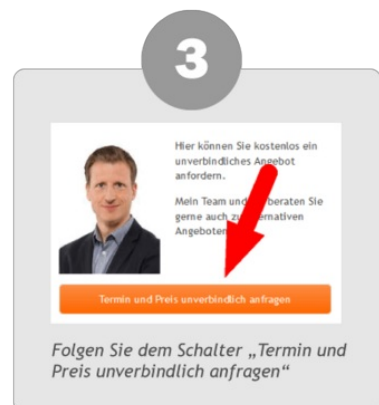 3
Hier können Sie kostenlos ein
unverbindliches Angebot
anfordern.
Mein Team und beraten Sie
gerne auch zu
Angeboten
Termin und Preis unverbindlich anfragen
Folgen Sie dem Schalter „Termin und
Preis unverbindlich anfragen“